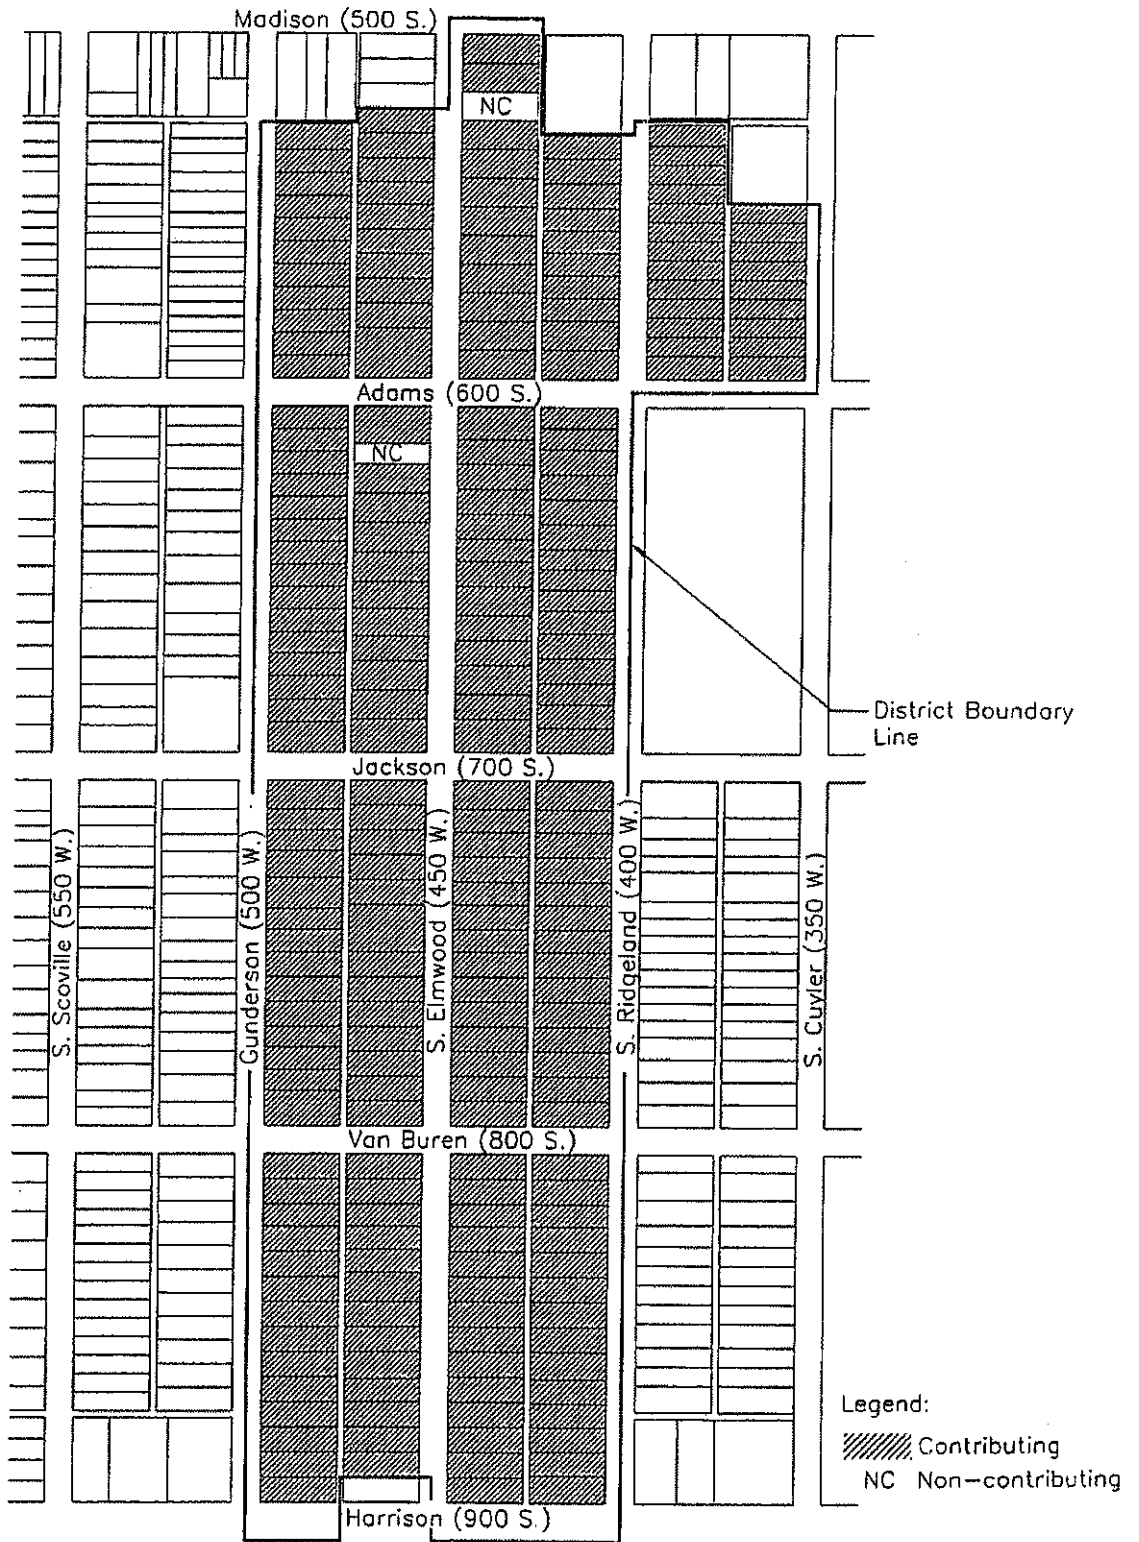 Madison (500 S.)
NC
Adams (600 S.)
NC
District Boundary
Line
Jackson (700 S.)
S. Scoville (550 W.)
Gunderson (500 W.)
S. Elmwood (450 W.)
S. Ridgeland (400 W.)
S. Cuyler (350 W.)
Van Buren (800 S.)
Legend:
Contributing
NC Non-contributing
Harrison (900 S.)